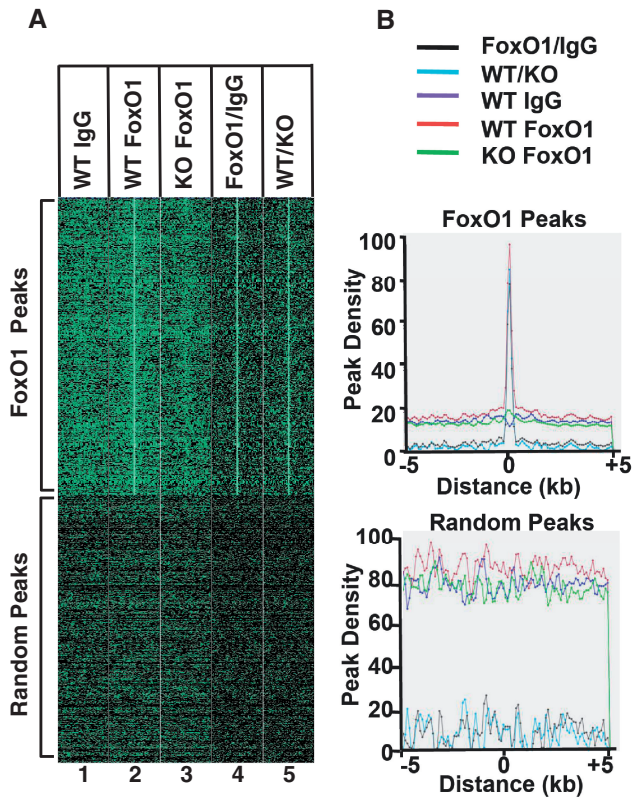 A
WT IgG
WT FoxO1
KO FoxO1
FoxO1/IgG
WT/KO
FoxO1 Peaks
Random Peaks
1 2 3 4 5
B
FoxO1/IgG
WT/KO
WT IgG
WT FoxO1
KO FoxO1
FoxO1 Peaks
Peak Density
100
80
60
40
20
0
-5 0 +5
Distance (kb)
Random Peaks
Peak Density
100
80
60
40
20
0
-5 0 +5
Distance (kb)